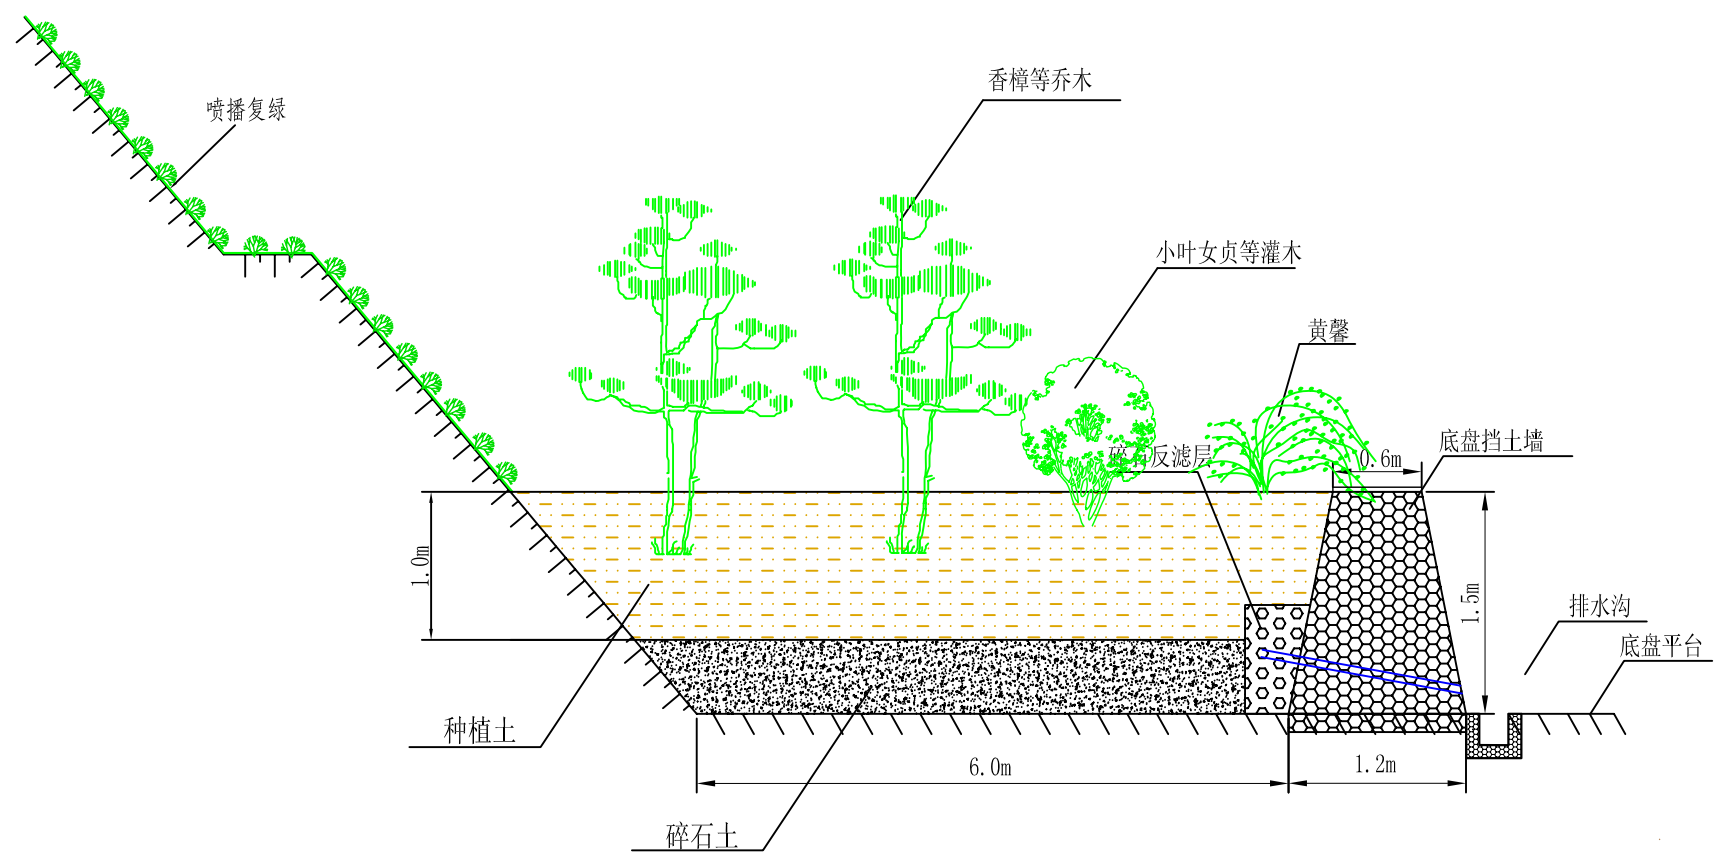 香樟等乔木
喷播复绿
小叶女贞等灌木
黄馨
底盘挡土墙
碎石反滤层
0.6m
1.0m
1.5m
排水沟
底盘平台
种植土
6.0m
1.2m
碎石土